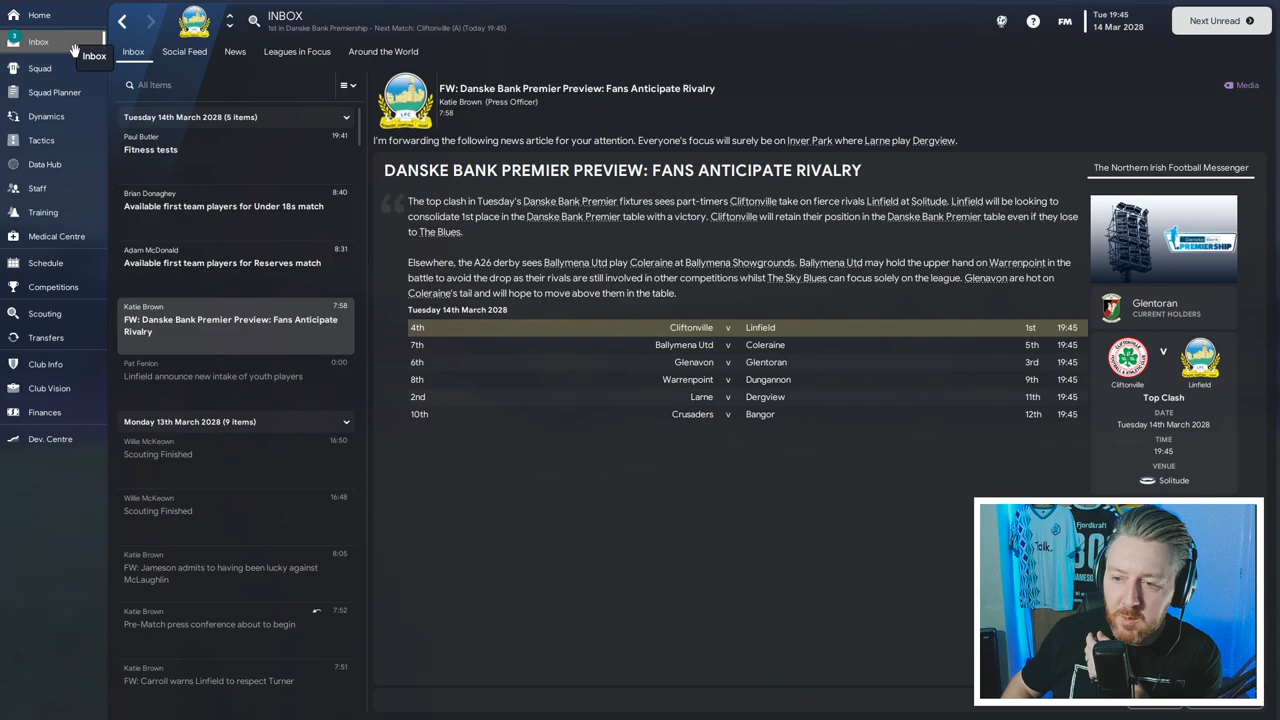 Home
INBOX
1st in Danske Bank Premiership - Next Match: Cliftonville (A) (Today 19:45)
FM
Tue 19:45
14 Mar 2028
Next Unread
3
Inbox
Inbox
Squad
Squad Planner
Dynamics
Tactics
Data Hub
Staff
Training
Medical Centre
Schedule
Competitions
Scouting
Transfers
Club Info
Club Vision
Finances
Dev. Centre
Inbox
Social Feed
News
Leagues in Focus
Around the World
All Items
Tuesday 14th March 2028 (5 items)
Paul Butler
19:41
Fitness tests
Brian Donaghey
8:40
Available first team players for Under 18s match
Adam McDonald
8:31
Available first team players for Reserves match
Katie Brown
7:58
FW: Danske Bank Premier Preview: Fans Anticipate
Rivalry
Pat Fenlon
0:00
Linfield announce new intake of youth players
Monday 13th March 2028 (9 items)
Willie McKeown
16:50
Scouting Finished
Willie McKeown
16:48
Scouting Finished
Katie Brown
8:05
FW: Jameson admits to having been lucky against
McLaughlin
Katie Brown
7:52
Pre-Match press conference about to begin
Katie Brown
7:51
FW: Carroll warns Linfield to respect Turner
LFC
FW: Danske Bank Premier Preview: Fans Anticipate Rivalry
Katie Brown (Press Officer)
7:58
Media
I'm forwarding the following news article for your attention. Everyone's focus will surely be on Inver Park where Larne play Dergview.
DANSKE BANK PREMIER PREVIEW: FANS ANTICIPATE RIVALRY
The top clash in Tuesday's Danske Bank Premier fixtures sees part-timers Cliftonville take on fierce rivals Linfield at Solitude. Linfield will be looking to
consolidate 1st place in the Danske Bank Premier table with a victory. Cliftonville will retain their position in the Danske Bank Premier table even if they lose
to The Blues.
Elsewhere, the A26 derby sees Ballymena Utd play Coleraine at Ballymena Showgrounds. Ballymena Utd may hold the upper hand on Warrenpoint in the
battle to avoid the drop as their rivals are still involved in other competitions whilst The Sky Blues can focus solely on the league. Glenavon are hot on
Coleraine's tail and will hope to move above them in the table.
Tuesday 14th March 2028
4th Cliftonville v Linfield 1st 19:45
7th Ballymena Utd v Coleraine 5th 19:45
6th Glenavon v Glentoran 3rd 19:45
8th Warrenpoint v Dungannon 9th 19:45
2nd Larne v Dergview 11th 19:45
10th Crusaders v Bangor 12th 19:45
The Northern Irish Football Messenger
Danske Bank
PREMIERSHIP
Glentoran
CURRENT HOLDERS
V
Cliftonville
Linfield
Top Clash
DATE
Tuesday 14th March 2028
TIME
19:45
VENUE
Solitude
Fjordkraft
Talk.